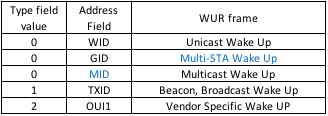 Type field value Address Field WUR frame
0 WID Unicast Wake Up
0 GID Multi-STA Wake Up
0 MID Multicast Wake Up
1 TXID Beacon, Broadcast Wake Up
2 OUI1 Vendor Specific Wake UP